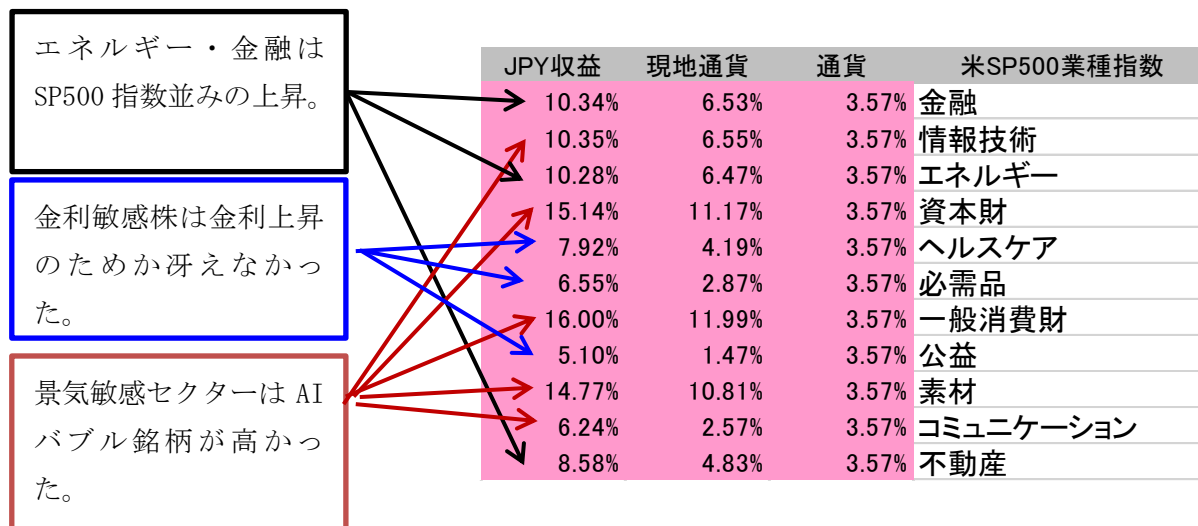 エネルギー・金融は
SP500指数並みの上昇。
金利敏感株は金利上昇
のためか冴えなかっ
た。
景気敏感セクターは AI
バブル銘柄が高かっ
た。
JPY収益 現地通貨 通貨 米SP500業種指数
10.34% 6.53% 3.57% 金融
10.35% 6.55% 3.57% 情報技術
10.28% 6.47% 3.57% エネルギー
15.14% 11.17% 3.57% 資本財
7.92% 4.19% 3.57% ヘルスケア
6.55% 2.87% 3.57% 必需品
16.00% 11.99% 3.57% 一般消費財
5.10% 1.47% 3.57% 公益
14.77% 10.81% 3.57% 素材
6.24% 2.57% 3.57% コミュニケーション
8.58% 4.83% 3.57% 不動産